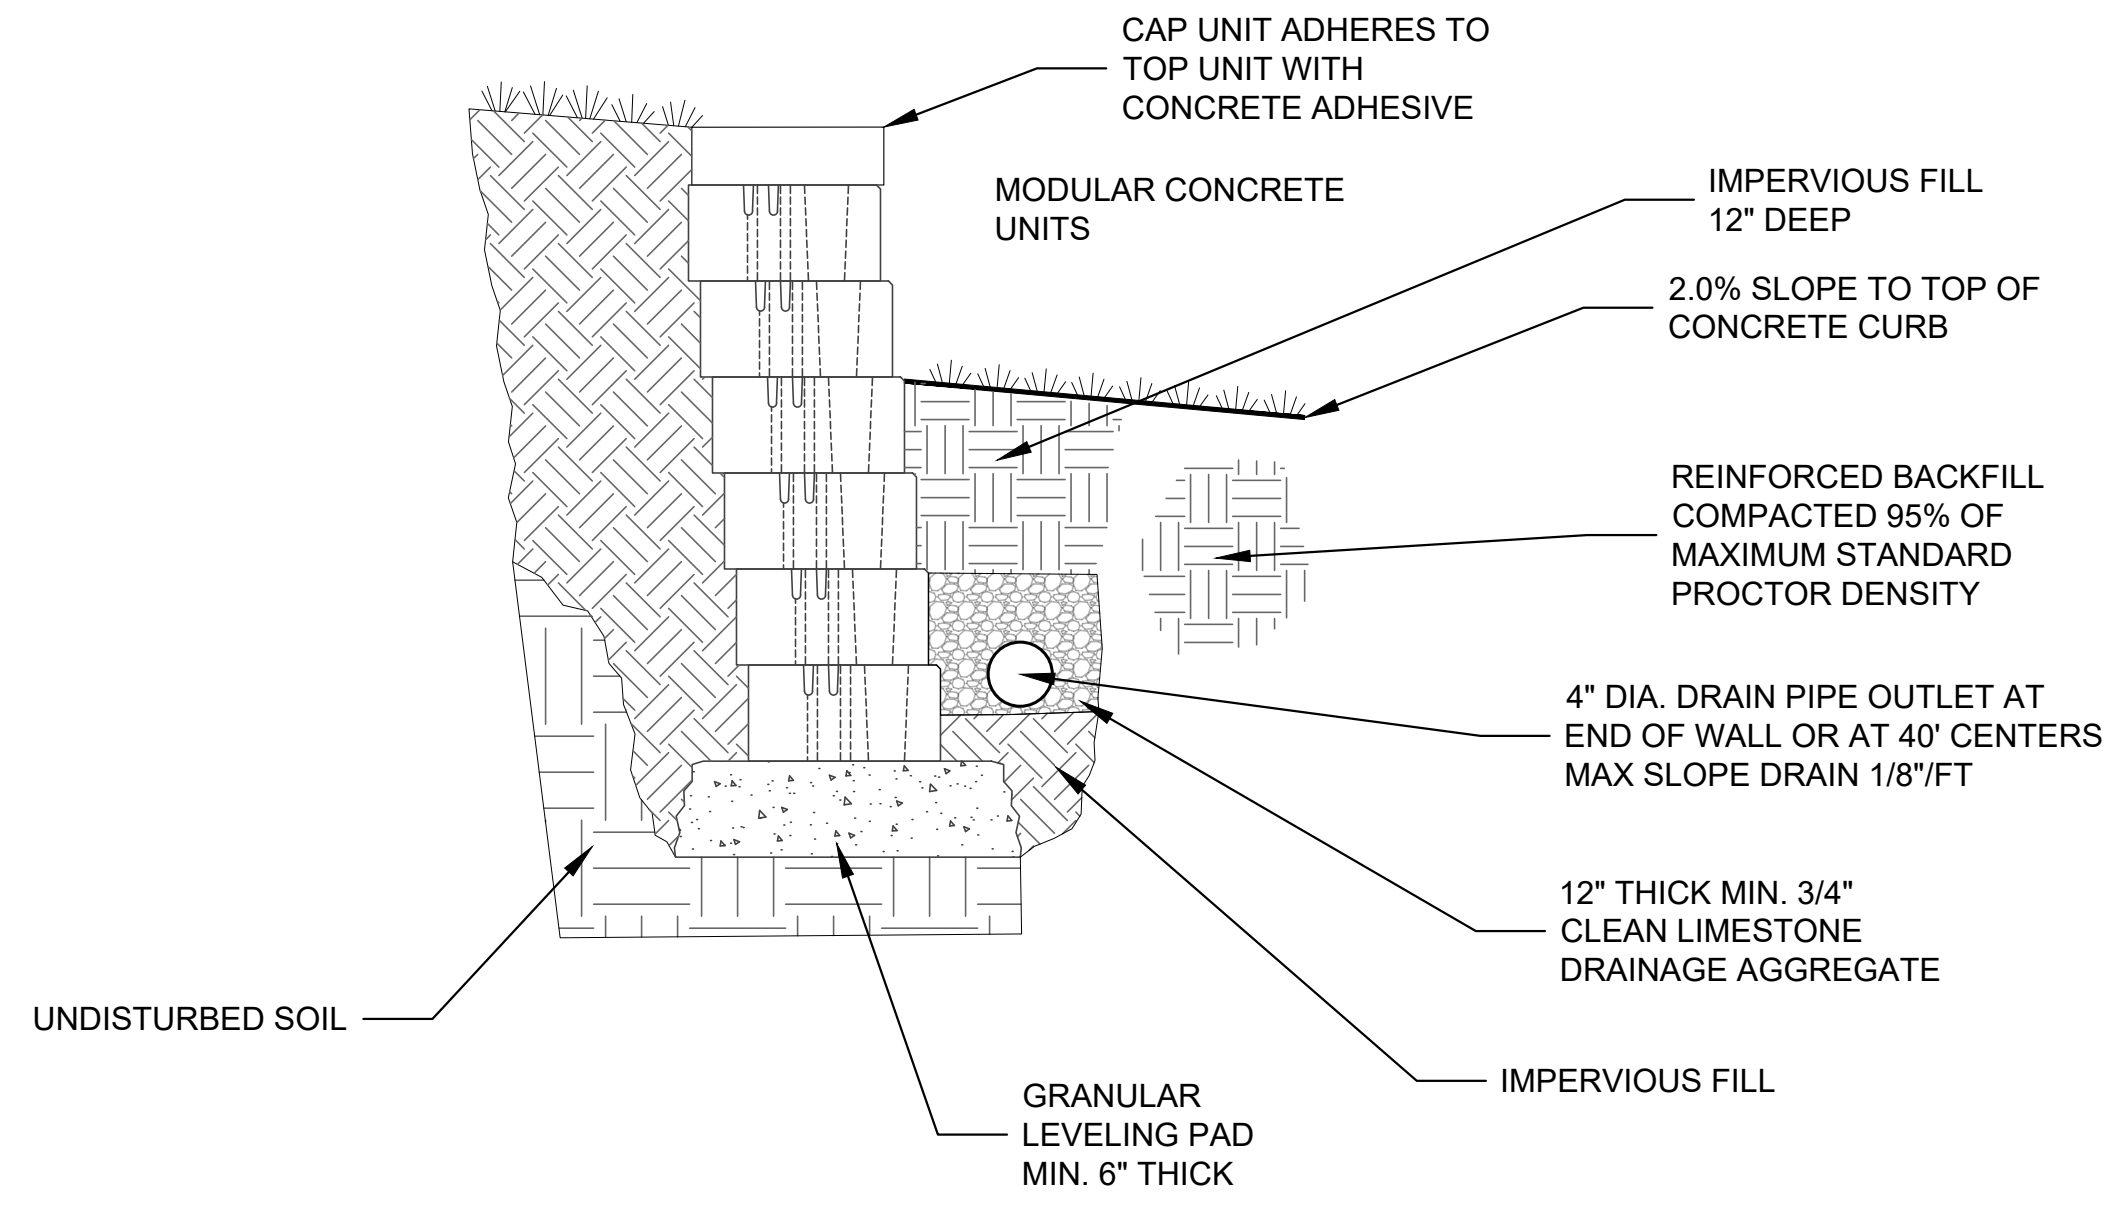 CAP UNIT ADHERES TO
TOP UNIT WITH
CONCRETE ADHESIVE
MODULAR CONCRETE
UNITS
IMPERVIOUS FILL
12" DEEP
2.0% SLOPE TO TOP OF
CONCRETE CURB
REINFORCED BACKFILL
COMPACTED 95% OF
MAXIMUM STANDARD
PROCTOR DENSITY
4" DIA. DRAIN PIPE OUTLET AT
END OF WALL OR AT 40' CENTERS
MAX SLOPE DRAIN 1/8"/FT
12" THICK MIN. 3/4"
CLEAN LIMESTONE
DRAINAGE AGGREGATE
UNDISTURBED SOIL
IMPERVIOUS FILL
GRANULAR
LEVELING PAD
MIN. 6" THICK